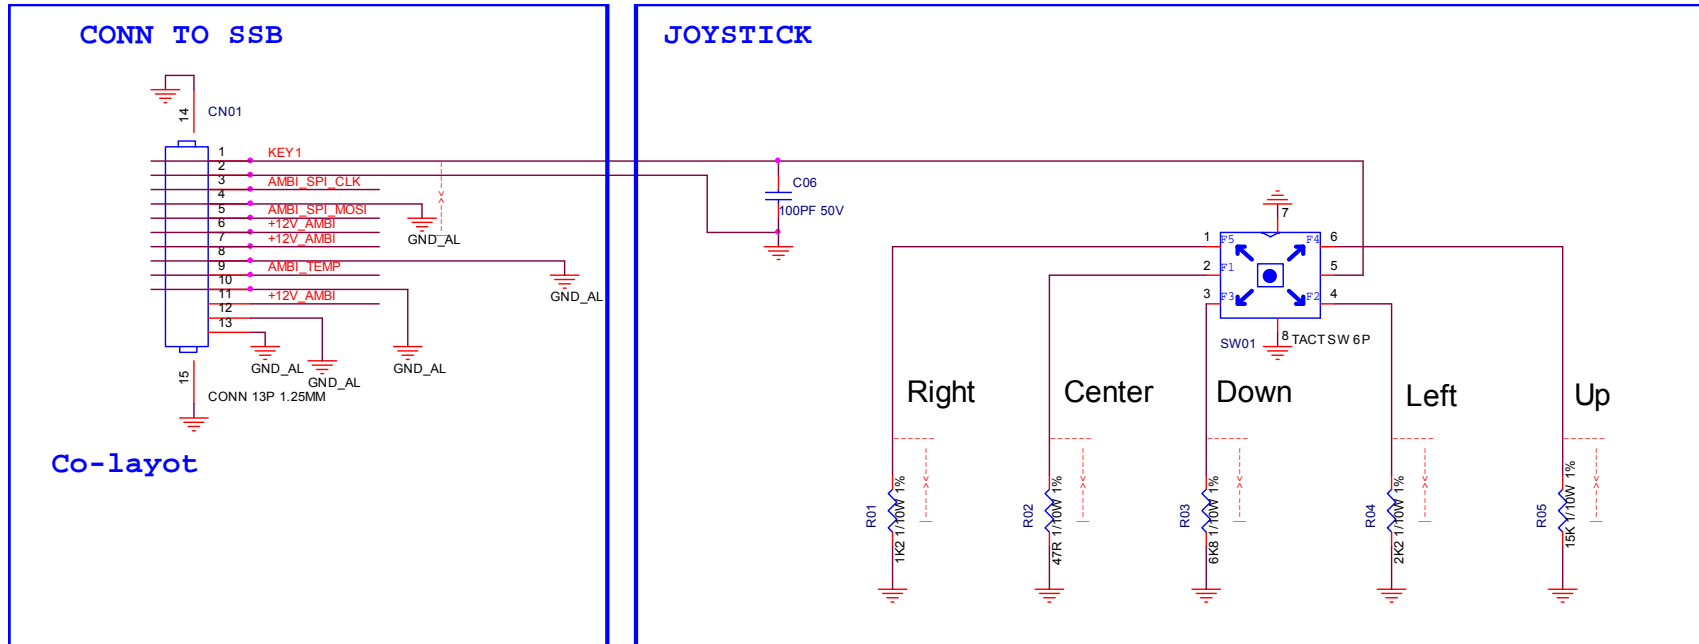 CONN TO SSB
14
CN01
1
KEY1
2
3
AMBI_SPI_CLK
4
5
AMBI_SPI_MOSI
6
+12V_AMBI
7
+12V_AMBI
GND_AL
8
9
AMBI_TEMP
10
GND_AL
11
+12V_AMBI
12
13
GND_AL
GND_AL
GND_AL
15
CONN 13P 1.25MM
Co-layot
JOYSTICK
C06
100PF 50V
7
1
F5
F4
6
2
F1
5
3
F3
F2
4
SW01
8
TACT SW 6P
Right
Center
Down
Left
Up
R01
1K2 1/10W 1%
R02
47R 1/10W 1%
R03
6K8 1/10W 1%
R04
2K2 1/10W 1%
R05
15K 1/10W 1%